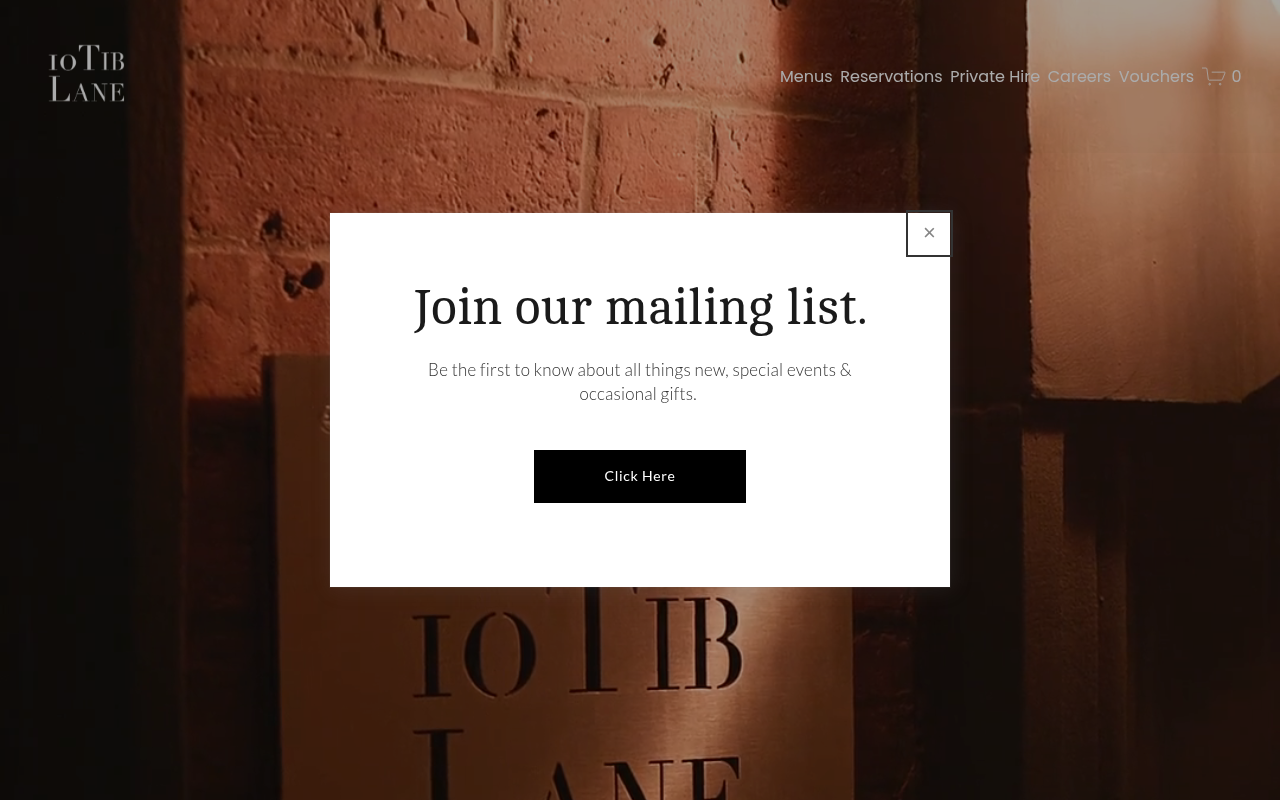 10 TIB
LANE
Menus Reservations Private Hire Careers Vouchers 0
×
Join our mailing list.
Be the first to know about all things new, special events &
occasional gifts.
Click Here
10 TIB
LANE